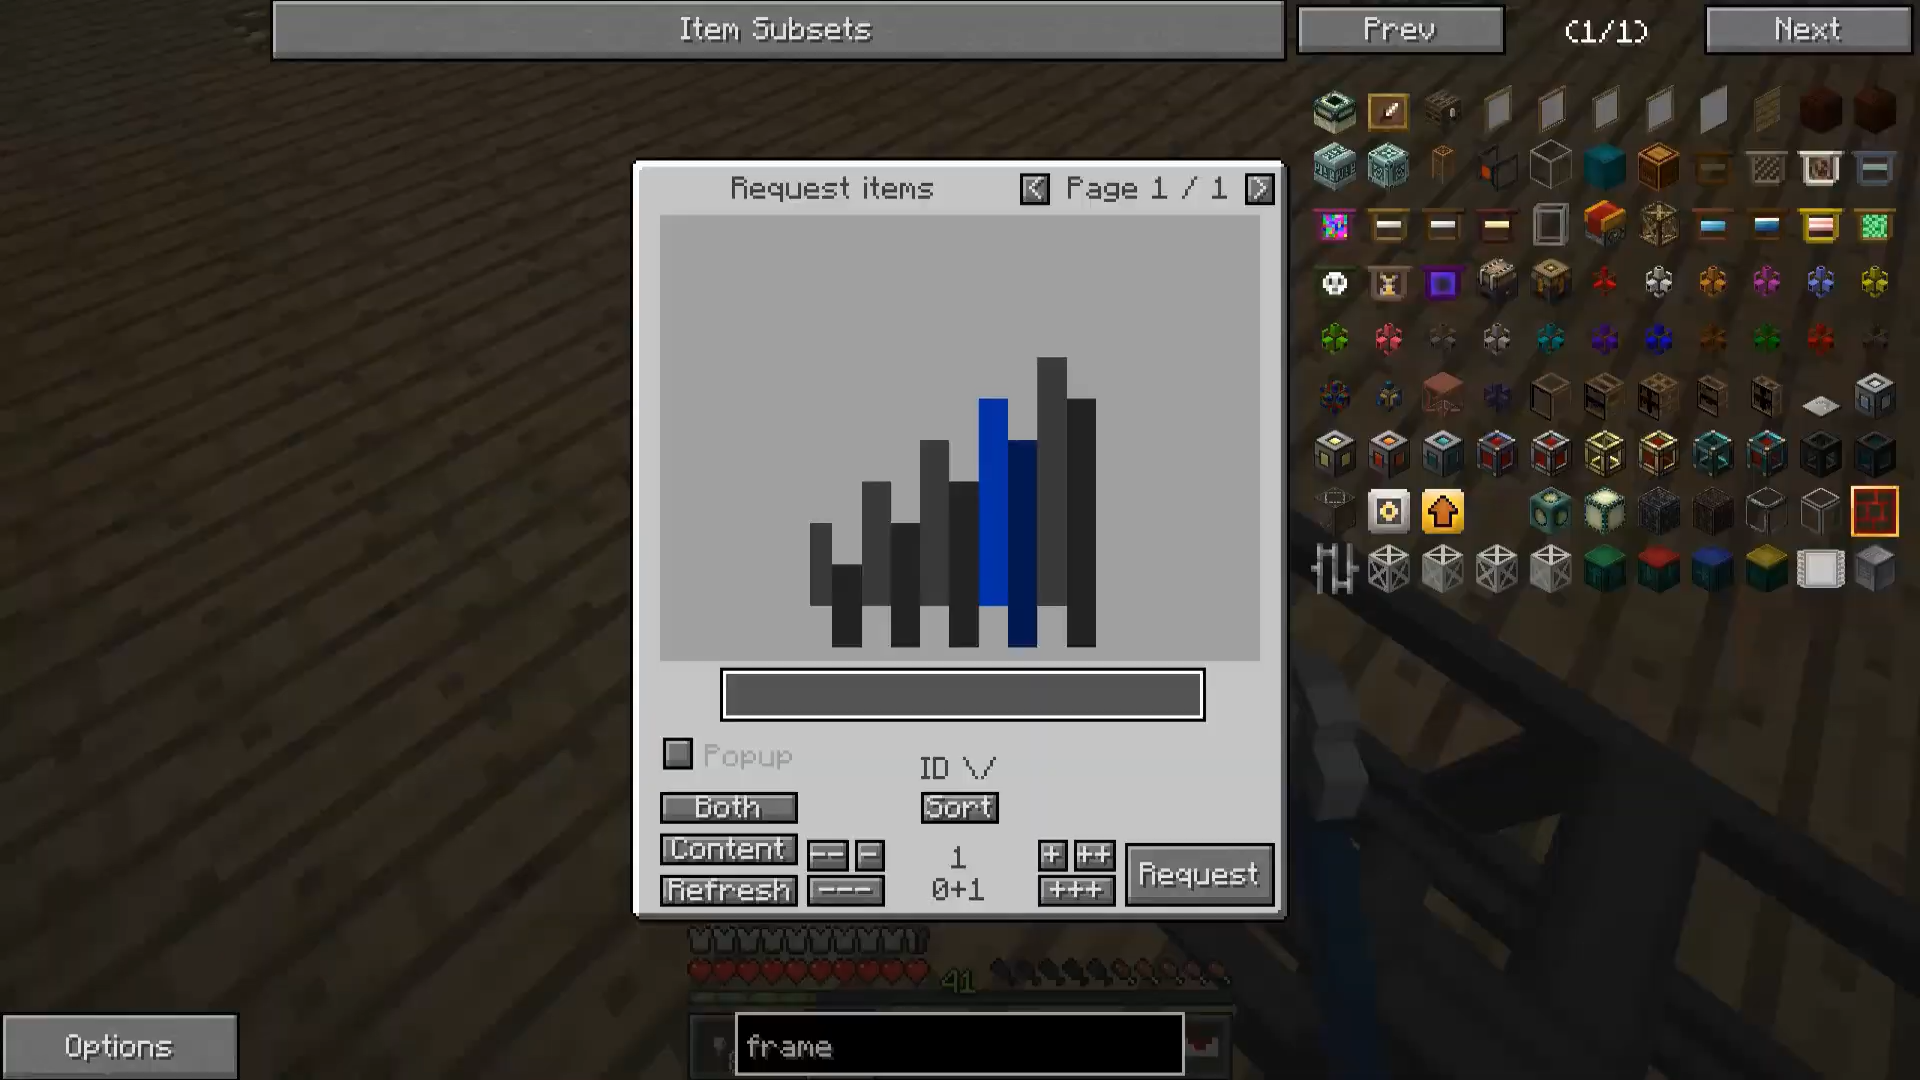 Item Subsets
Prev
(1/1)
Next
Request items
Page 1 / 1
Popup
ID \/
Both
Sort
Content
-- -
1
+ ++
Request
Refresh
---
0+1
+++
41
Options
frame